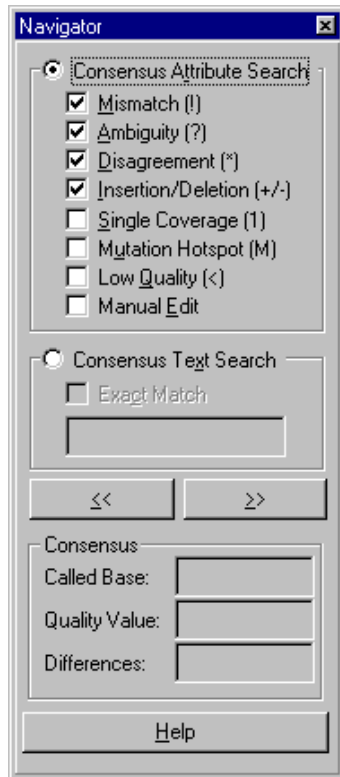 Navigator
Consensus Attribute Search
Mismatch (!)
Ambiguity (?)
Disagreement (*)
Insertion/Deletion (+/-)
Single Coverage (1)
Mutation Hotspot (M)
Low Quality (<)
Manual Edit
Consensus Text Search
Exact Match
<< >>
Consensus
Called Base:
Quality Value:
Differences:
Help